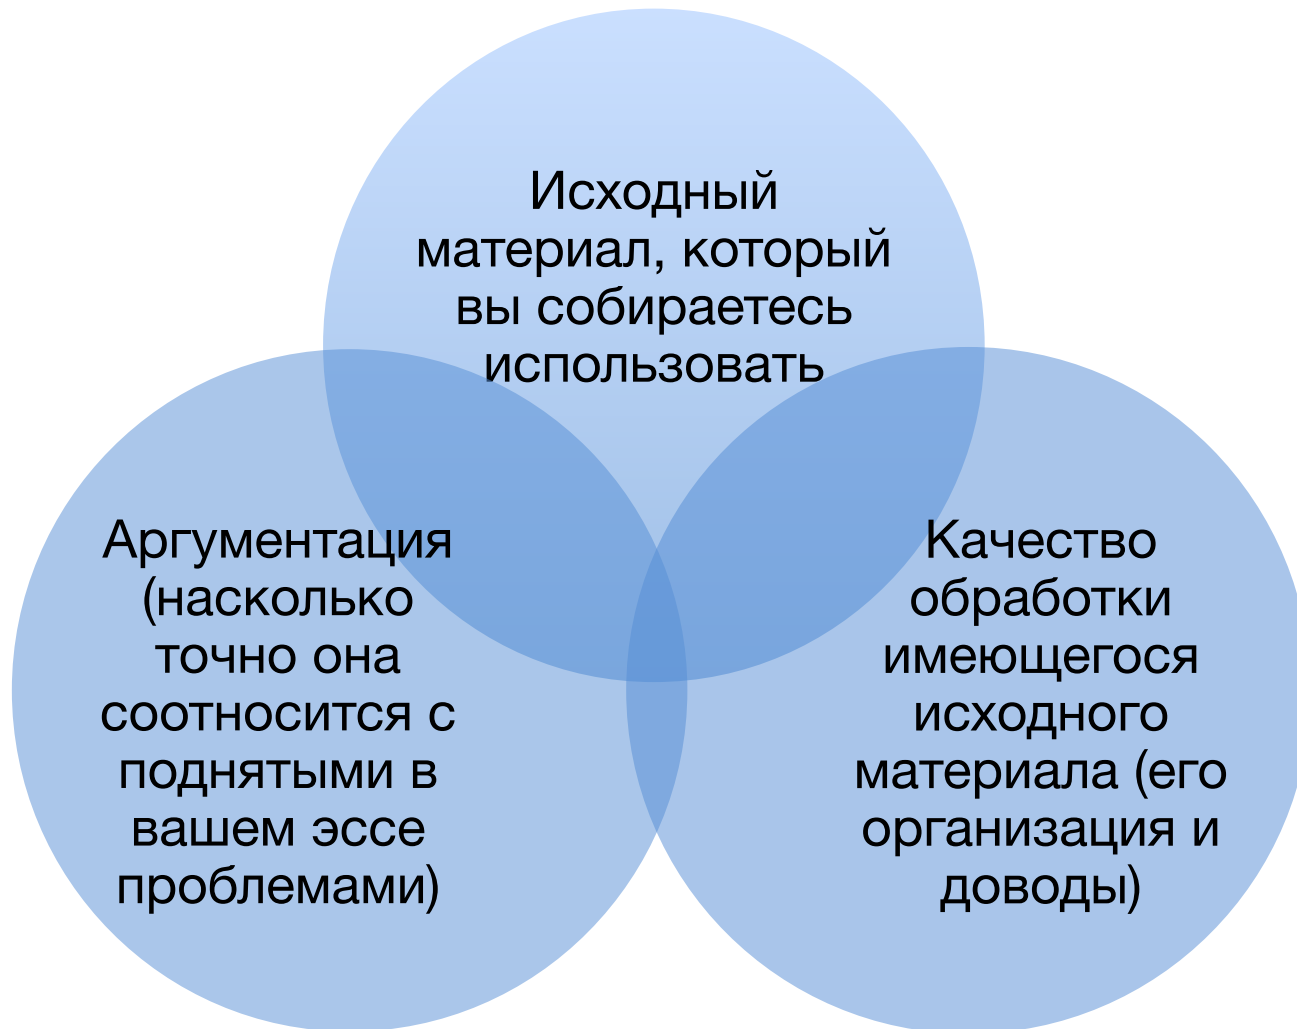 Исходный
материал, который
вы собираетесь
использовать
Аргументация
(насколько
точно она
соотносится с
поднятыми в
вашем эссе
проблемами)
Качество
обработки
имеющегося
исходного
материала (его
организация и
доводы)